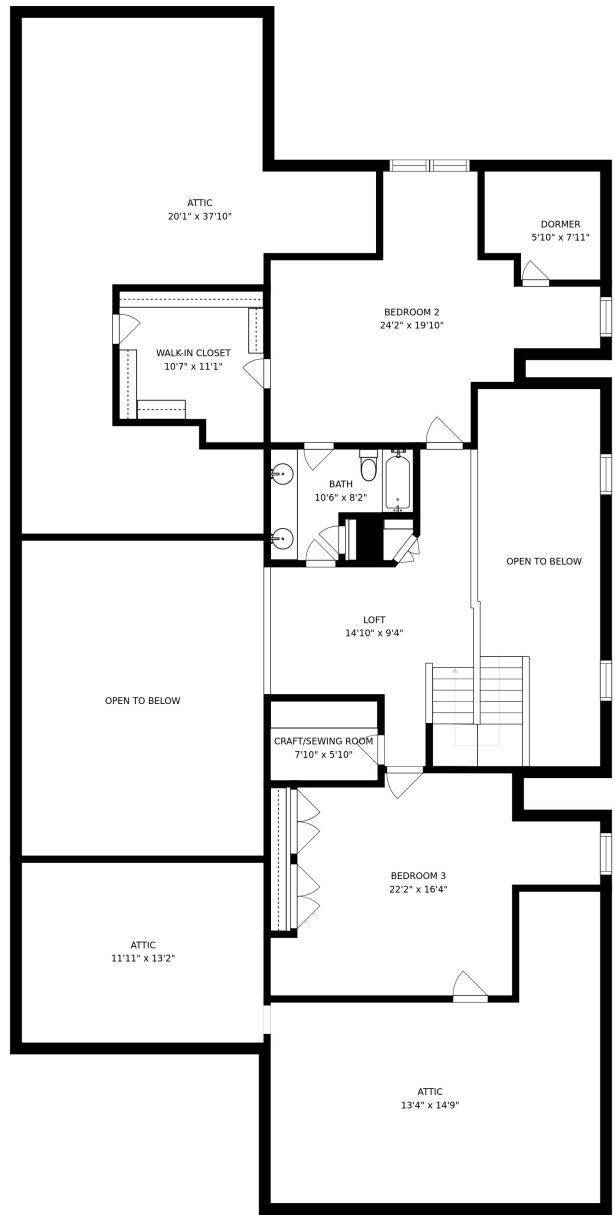 ATTIC
20'1" x 37'10"
DORMER
5'10" x 7'11"
BEDROOM 2
24'2" x 19'10"
WALK-IN CLOSET
10'7" x 11'1"
BATH
10'6" x 8'2"
OPEN TO BELOW
LOFT
14'10" x 9'4"
OPEN TO BELOW
CRAFT/SEWING ROOM
7'10" x 5'10"
BEDROOM 3
22'2" x 16'4"
ATTIC
11'11" x 13'2"
ATTIC
13'4" x 14'9"